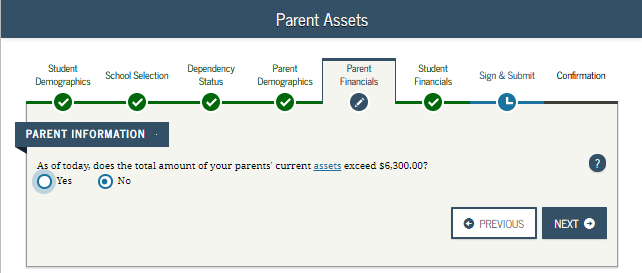 Parent Assets
Student Demographics
School Selection
Dependency Status
Parent Demographics
Parent Financials
Student Financials
Sign & Submit
Confirmation
PARENT INFORMATION
As of today, does the total amount of your parents' current assets exceed $6,300.00?
?
Yes
No
PREVIOUS
NEXT